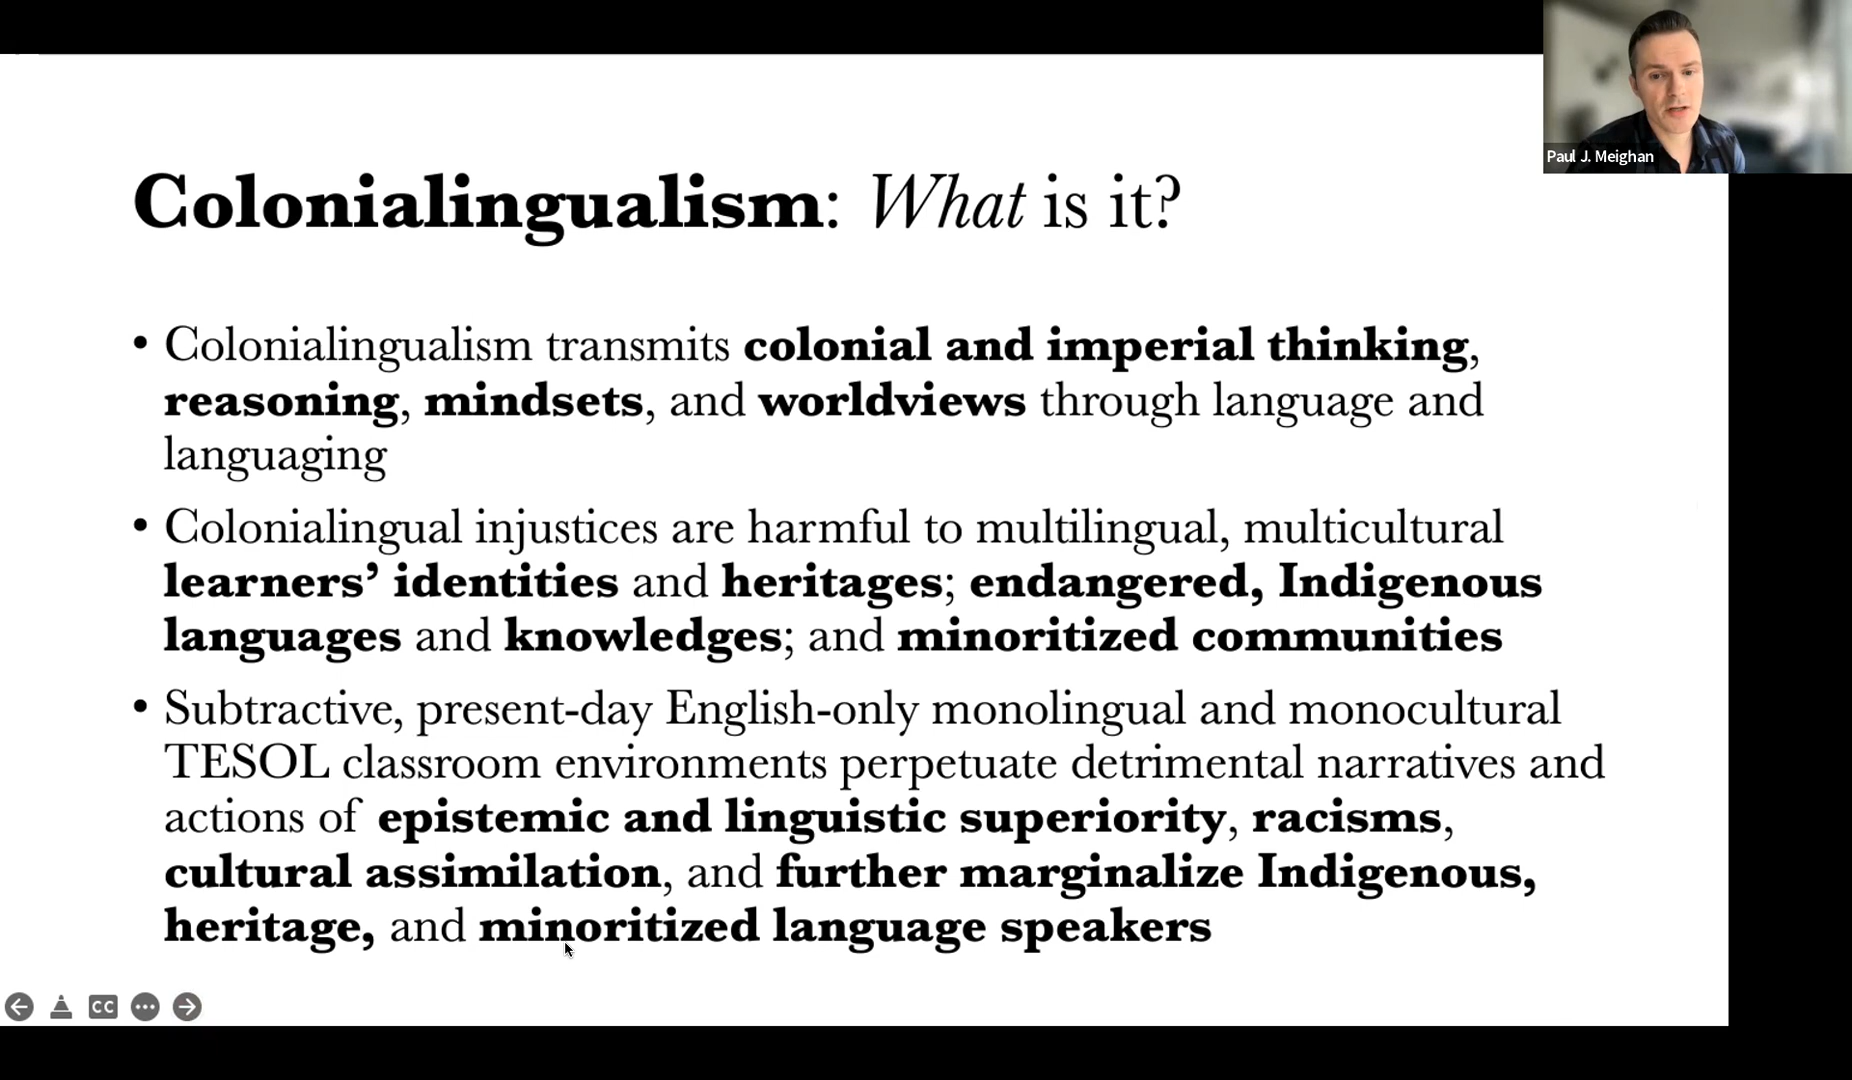 Paul J. Meighan
Colonialingualism: What is it?
• Colonialingualism transmits colonial and imperial thinking,
reasoning, mindsets, and worldviews through language and
languaging
• Colonialingual injustices are harmful to multilingual, multicultural
learners’ identities and heritages; endangered, Indigenous
languages and knowledges; and minoritized communities
• Subtractive, present-day English-only monolingual and monocultural
TESOL classroom environments perpetuate detrimental narratives and
actions of epistemic and linguistic superiority, racisms,
cultural assimilation, and further marginalize Indigenous,
heritage, and minoritized language speakers
CC